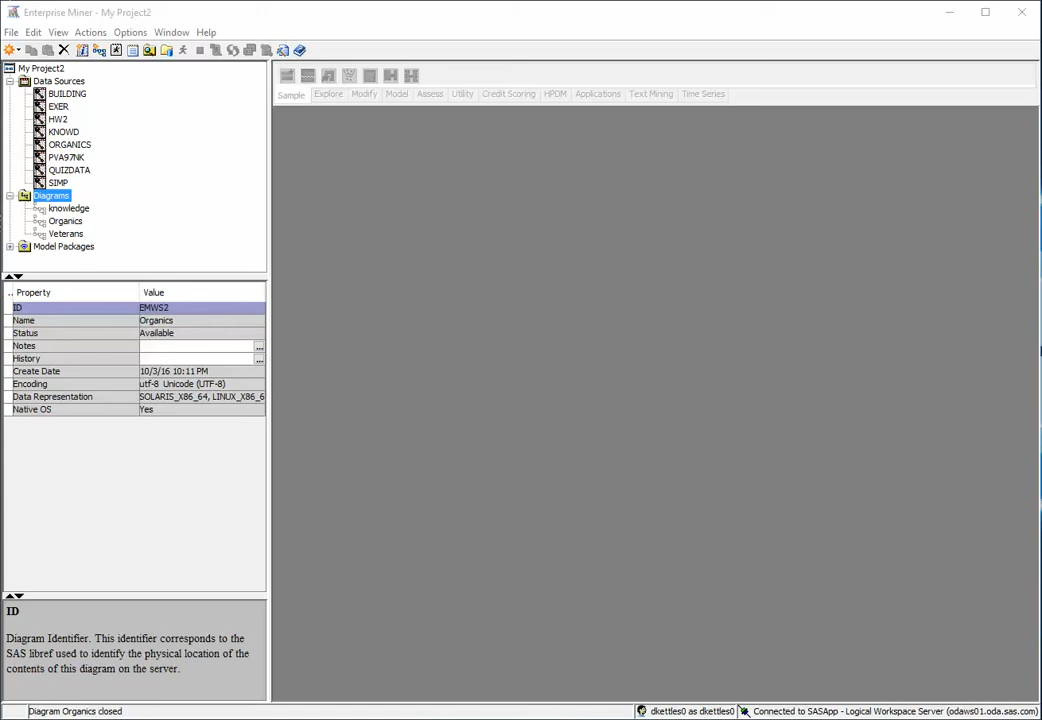 Enterprise Miner - My Project2
File Edit View Actions Options Window Help
My Project2
Data Sources
BUILDING
EXER
HW2
KNOWD
ORGANICS
PVA97NK
QUIZDATA
SIMP
Diagrams
knowledge
Organics
Veterans
Model Packages
Sample Explore Modify Model Assess Utility Credit Scoring HPDM Applications Text Mining Time Series
.. Property Value
ID EMWS2
Name Organics
Status Available
Notes ...
History ...
Create Date 10/3/16 10:11 PM
Encoding utf-8 Unicode (UTF-8)
Data Representation SOLARIS_X86_64, LINUX_X86_6
Native OS Yes
ID
Diagram Identifier. This identifier corresponds to the
SAS libref used to identify the physical location of the
contents of this diagram on the server.
Diagram Organics closed
dkettles0 as dkettles0
Connected to SASApp - Logical Workspace Server (odaws01.oda.sas.com)